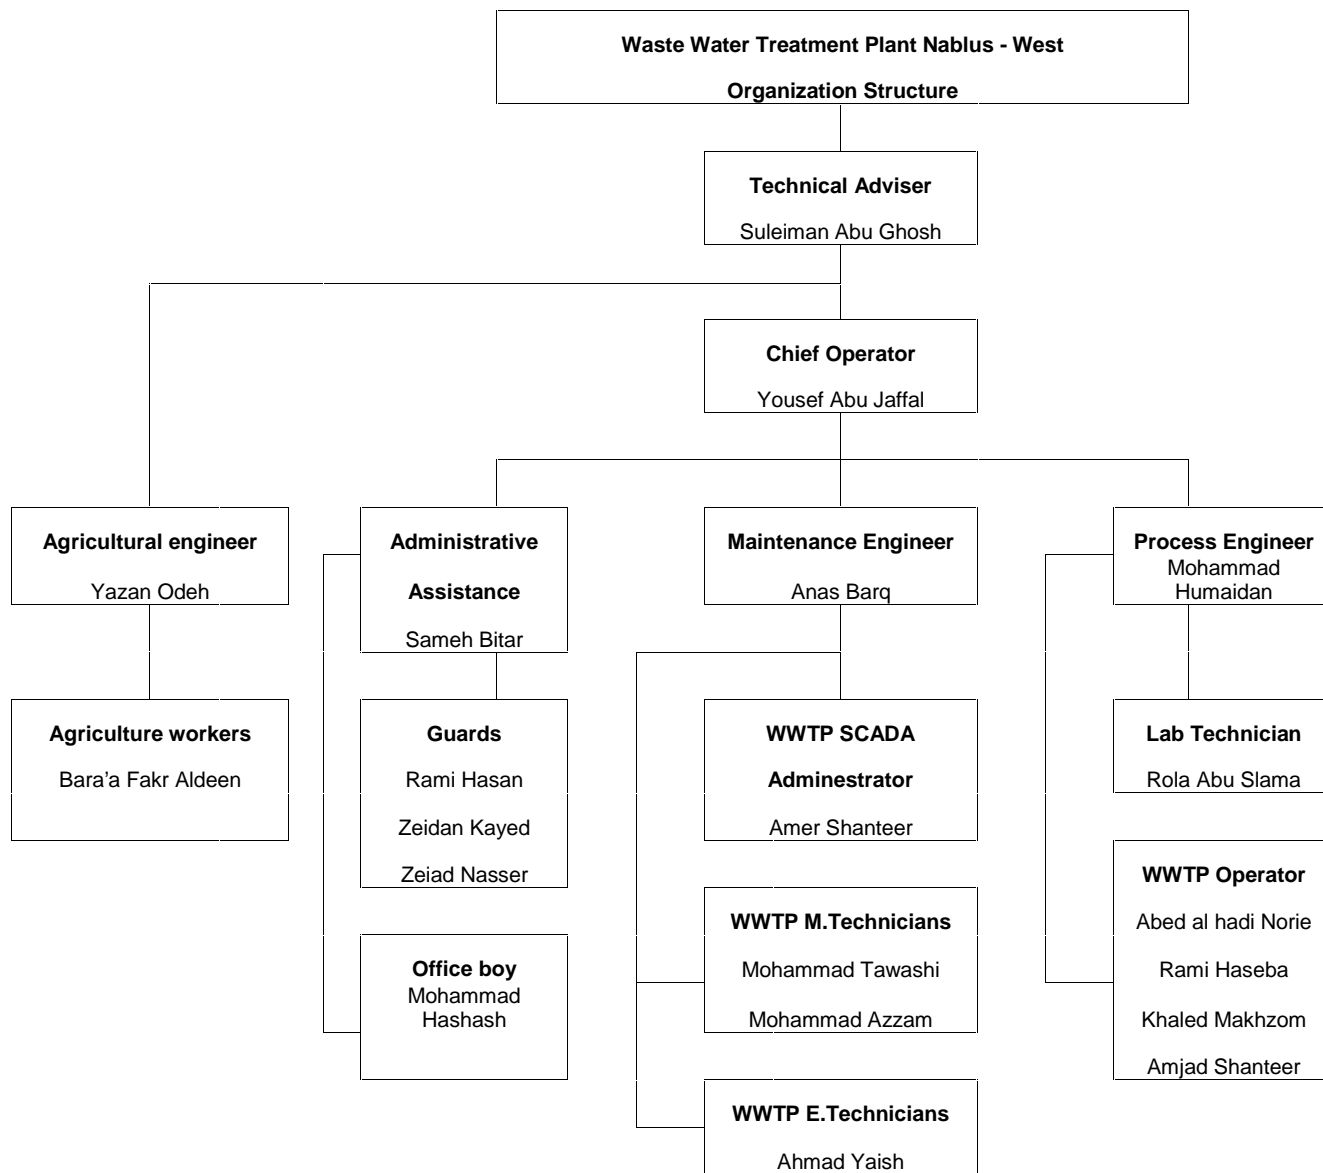 Waste Water Treatment Plant Nablus - West
Organization Structure
Technical Adviser
Suleiman Abu Ghosh
Chief Operator
Yousef Abu Jaffal
Agricultural engineer
Yazan Odeh
Administrative
Assistance
Sameh Bitar
Maintenance Engineer
Anas Barq
Process Engineer
Mohammad
Humaidan
Agriculture workers
Bara’a Fakr Aldeen
Guards
Rami Hasan
Zeidan Kayed
Zeiad Nasser
WWTP SCADA
Adminestrator
Amer Shanteer
Lab Technician
Rola Abu Slama
Office boy
Mohammad
Hashash
WWTP M.Technicians
Mohammad Tawashi
Mohammad Azzam
WWTP Operator
Abed al hadi Norie
Rami Haseba
Khaled Makhzom
Amjad Shanteer
WWTP E.Technicians
Ahmad Yaish